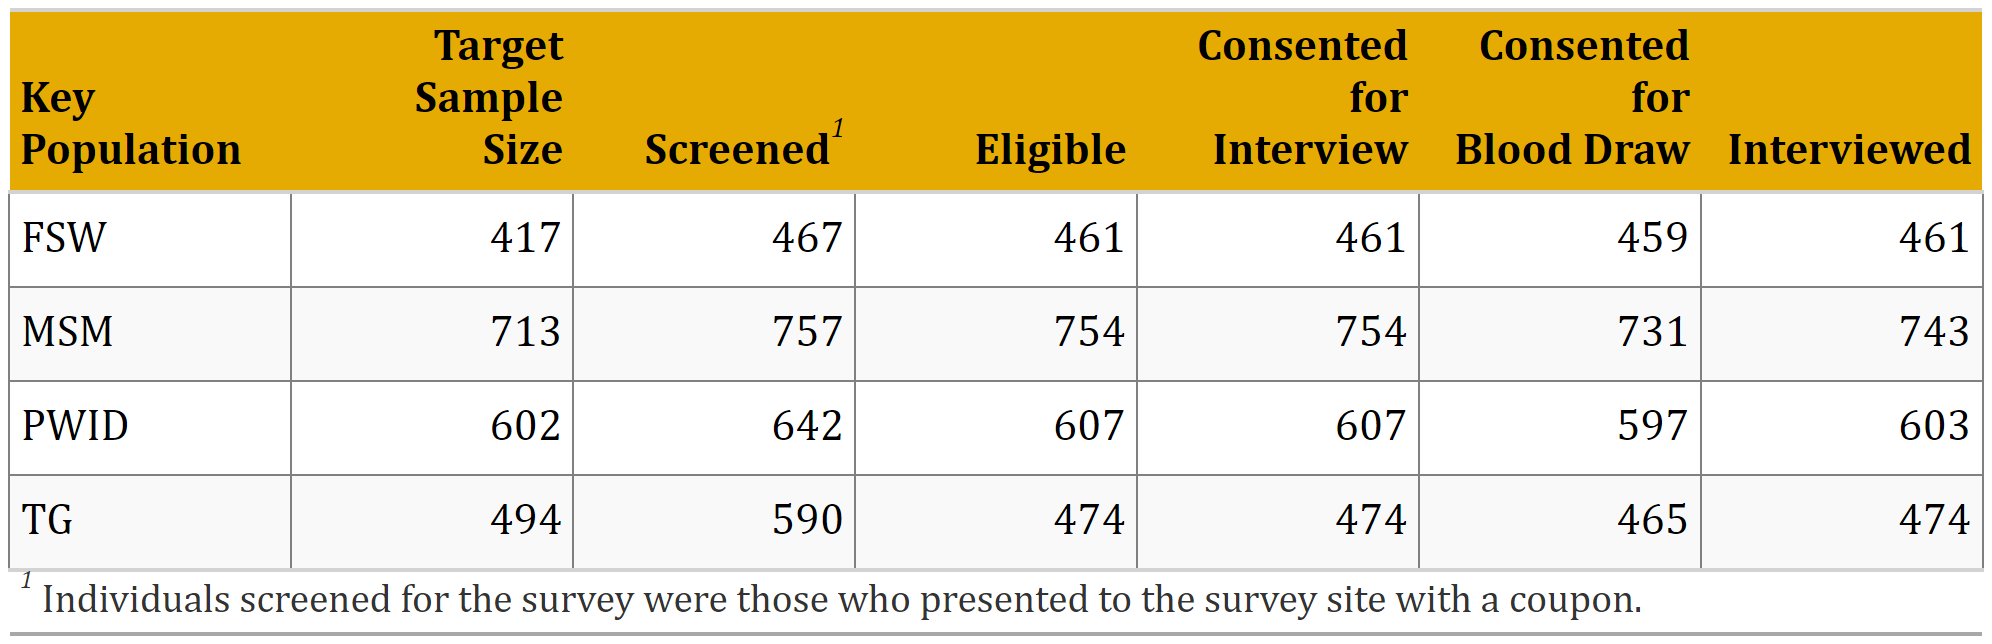 Key Population Target Sample Size Screened1 Eligible Consented for Interview Consented for Blood Draw Interviewed
FSW 417 467 461 461 459 461
MSM 713 757 754 754 731 743
PWID 602 642 607 607 597 603
TG 494 590 474 474 465 474
1 Individuals screened for the survey were those who presented to the survey site with a coupon.